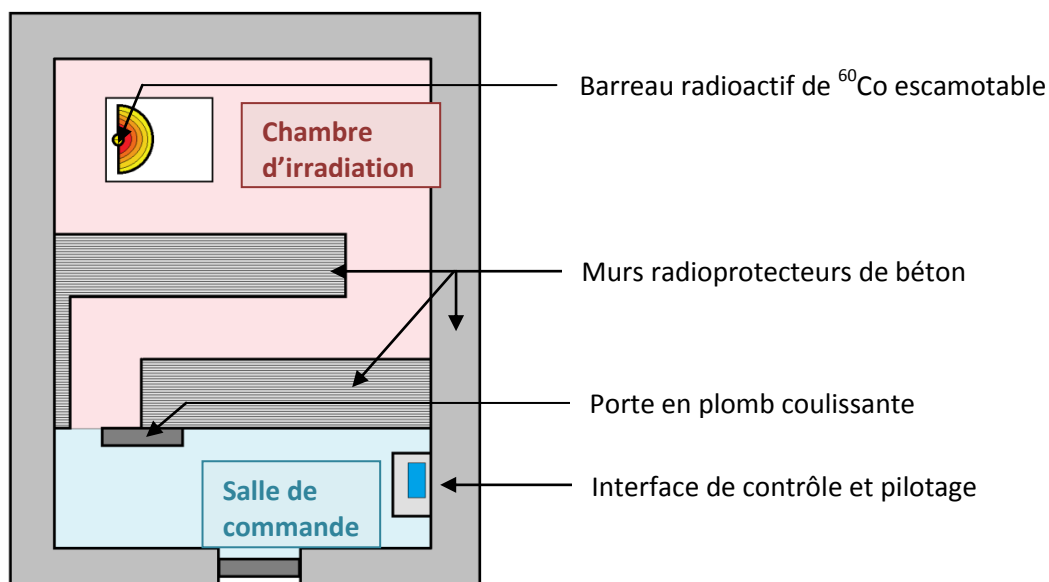 Barreau radioactif de ⁶⁰Co escamotable
Chambre
d’irradiation
Murs radioprotecteurs de béton
Porte en plomb coulissante
Interface de contrôle et pilotage
Salle de
commande